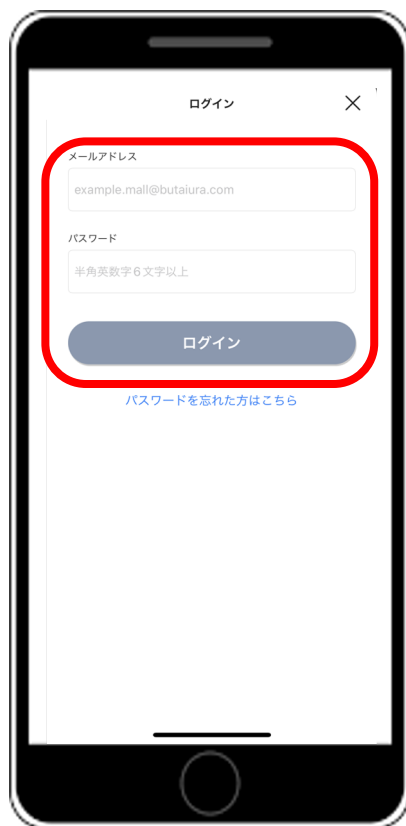 ログイン
メールアドレス
example.mall@butaiura.com
パスワード
半角英数字6文字以上
ログイン
パスワードを忘れた方はこちら